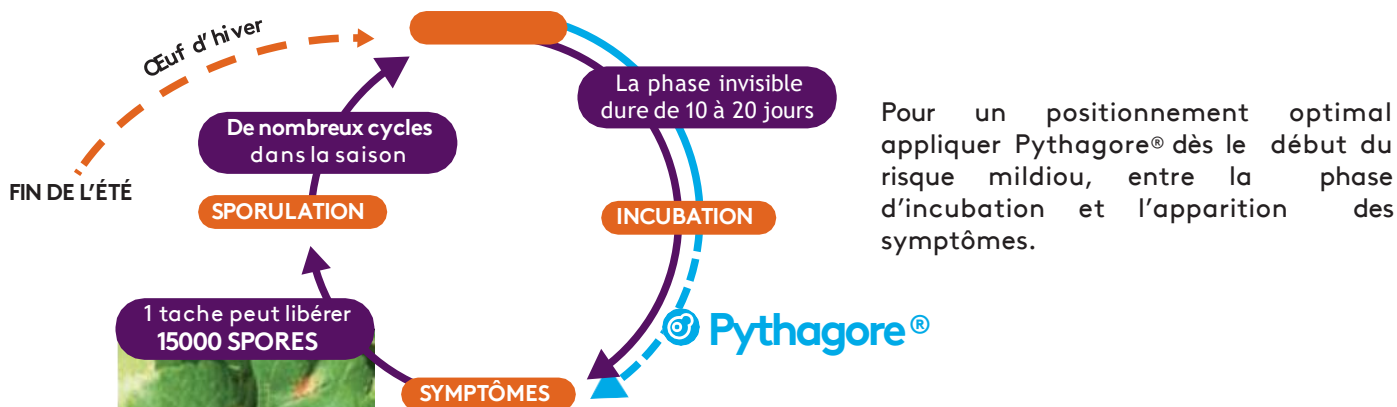 Œuf d'hiver
La phase invisible
dure de 10 à 20 jours
De nombreux cycles
dans la saison
FIN DE L'ÉTÉ
SPORULATION
INCUBATION
1 tache peut libérer
15000 SPORES
Pythagore®
SYMPTÔMES
Pour un positionnement optimal
appliquer Pythagore® dès le début du
risque mildiou, entre la phase
d'incubation et l'apparition des
symptômes.